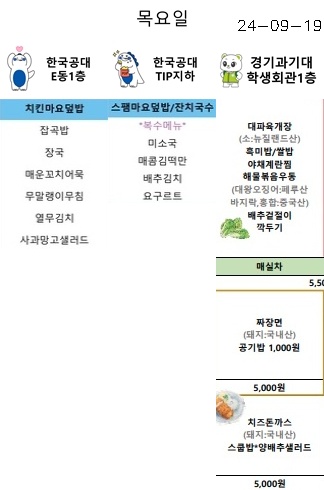 목요일
24-09-19
한국공대
E동1층
한국공대
TIP지하
경기과기대
학생회관1층
치킨마요덮밥
잡곡밥
장국
매운꼬치어묵
무말랭이무침
열무김치
사과망고샐러드
스팸마요덮밥/잔치국수
*복수메뉴*
미소국
매콤김떡만
배추김치
요구르트
대파육개장
(소:뉴질랜드산)
흑미밥/쌀밥
야채계란찜
해물볶음우동
(대왕오징어:페루산
바지락,홍합:중국산)
배추겉절이
깍두기
매실차
5,50
짜장면
(돼지:국내산)
공기밥 1,000원
5,000원
치즈돈까스
(돼지:국내산)
스쿱밥*양배추샐러드
5,000원